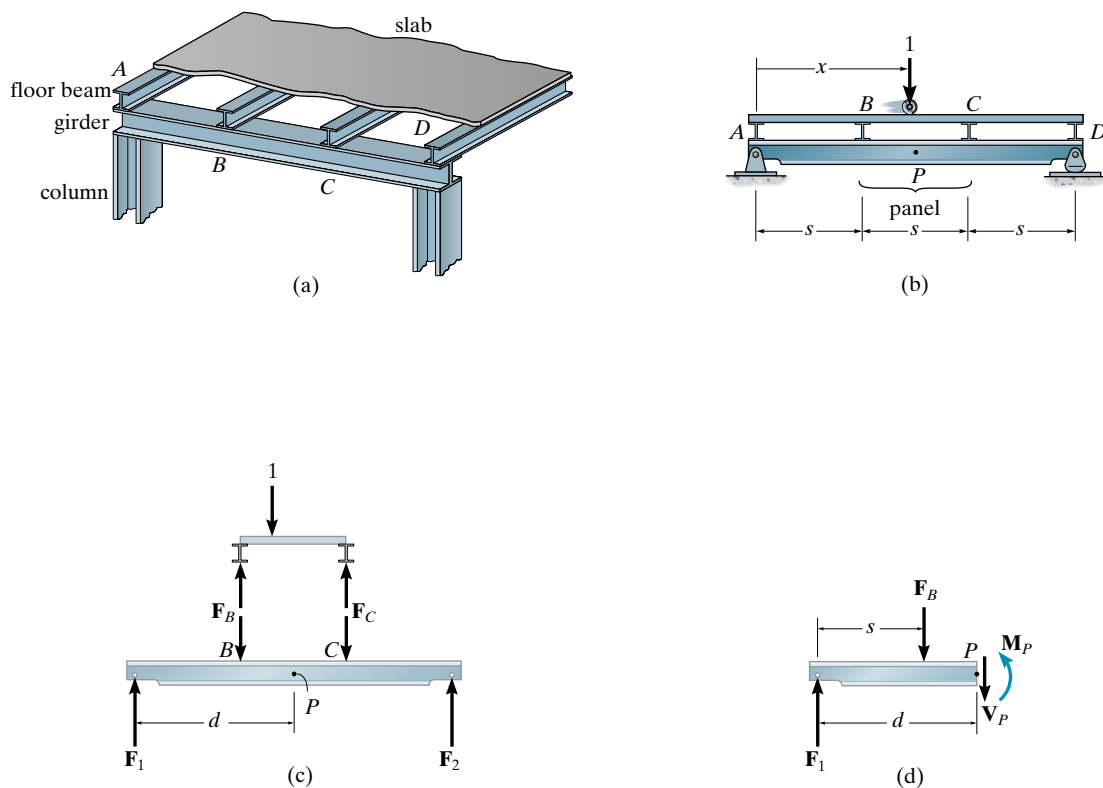 slab
A
floor beam
girder
D
B
column
C
(a)
1
x
B
C
A
D
P
panel
s
s
s
(b)
1
F_B
F_C
B
C
P
d
F_1
F_2
(c)
F_B
s
P
M_P
V_P
d
F_1
(d)